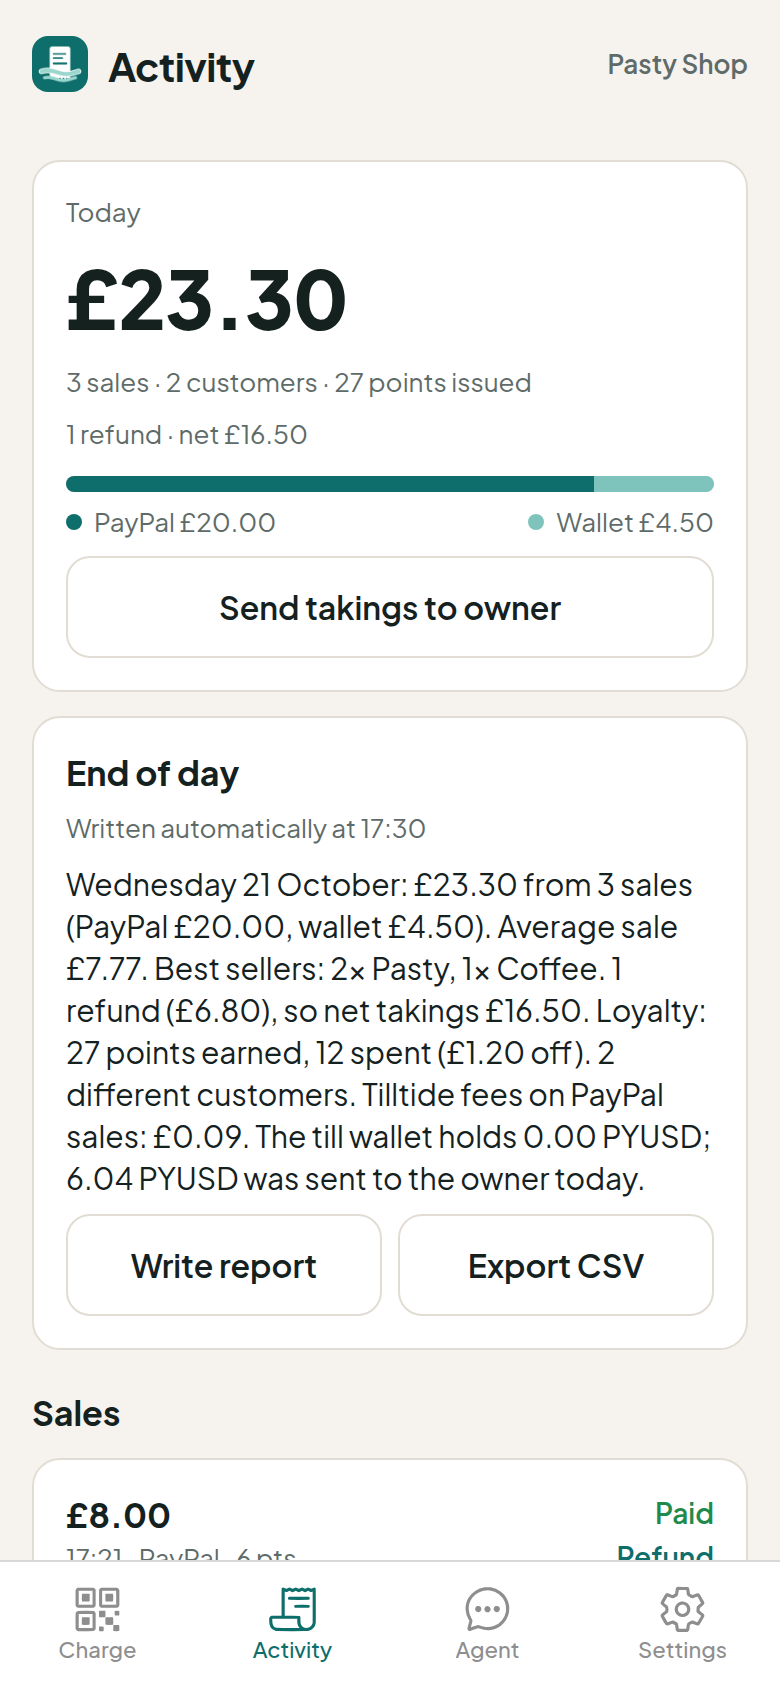 Activity
Pasty Shop
Today
£23.30
3 sales · 2 customers · 27 points issued
1 refund · net £16.50
PayPal £20.00
Wallet £4.50
Send takings to owner
End of day
Written automatically at 17:30
Wednesday 21 October: £23.30 from 3 sales
(PayPal £20.00, wallet £4.50). Average sale
£7.77. Best sellers: 2× Pasty, 1× Coffee. 1
refund (£6.80), so net takings £16.50. Loyalty:
27 points earned, 12 spent (£1.20 off). 2
different customers. Tilltide fees on PayPal
sales: £0.09. The till wallet holds 0.00 PYUSD;
6.04 PYUSD was sent to the owner today.
Write report
Export CSV
Sales
£8.00
Paid
17:21 · PayPal · 6 pts
Refund
Charge
Activity
Agent
Settings